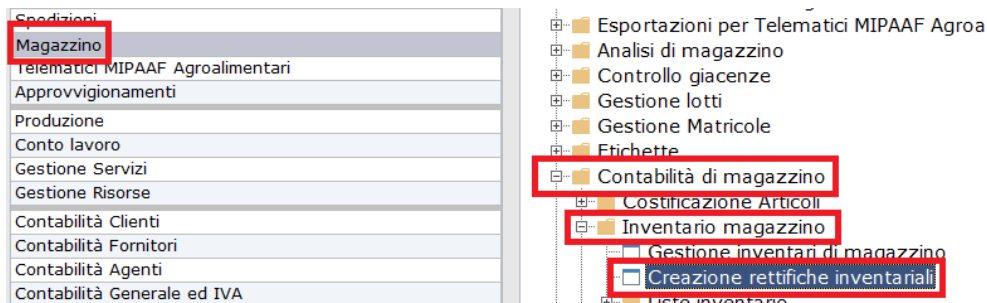 Spedizioni
Magazzino
Telematici MIPAAF Agroalimentari
Approvvigionamenti
Produzione
Conto lavoro
Gestione Servizi
Gestione Risorse
Contabilità Clienti
Contabilità Fornitori
Contabilità Agenti
Contabilità Generale ed IVA
Esportazioni per Telematici MIPAAF Agroa
Analisi di magazzino
Controllo giacenze
Gestione lotti
Gestione Matricole
Etichette
Contabilità di magazzino
Costificazione Articoli
Inventario magazzino
Gestione inventari di magazzino
Creazione rettifiche inventariali
Liste inventario